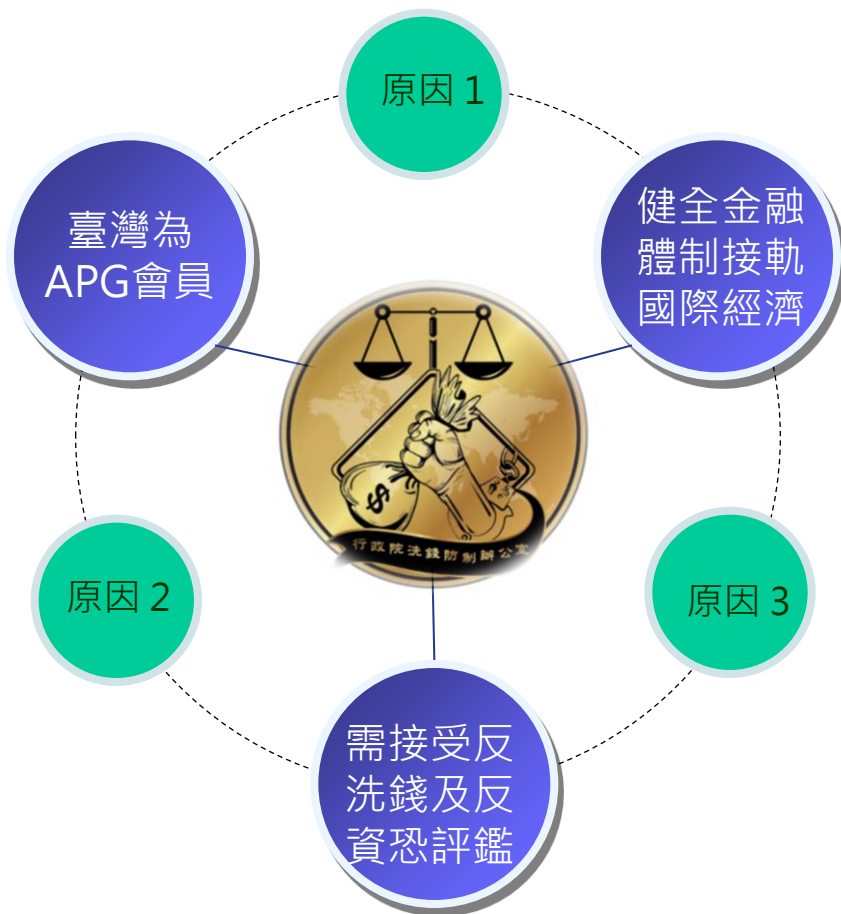 原因 1
臺灣為
APG會員
健全金融
體制接軌
國際經濟
$
行政院洗錢防制辦公室
原因 2
原因 3
需接受反
洗錢及反
資恐評鑑